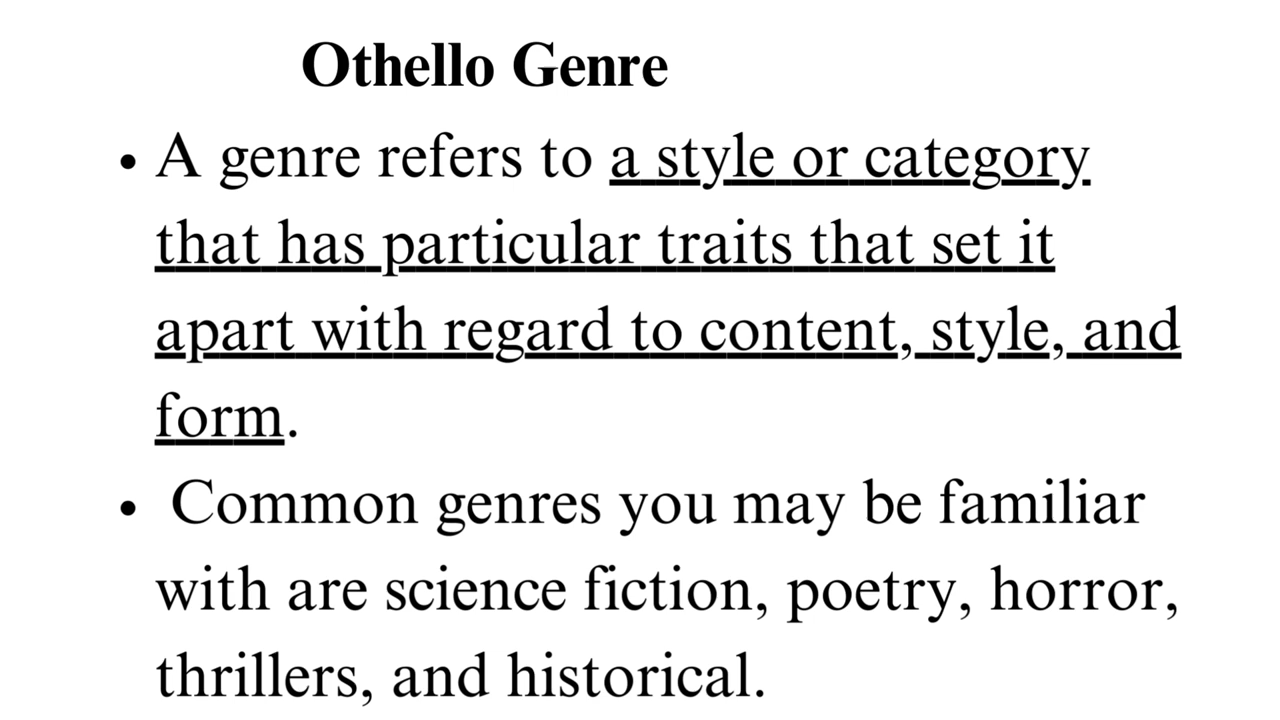 Othello Genre
• A genre refers to a style or category
that has particular traits that set it
apart with regard to content, style, and
form.
• Common genres you may be familiar
with are science fiction, poetry, horror,
thrillers, and historical.